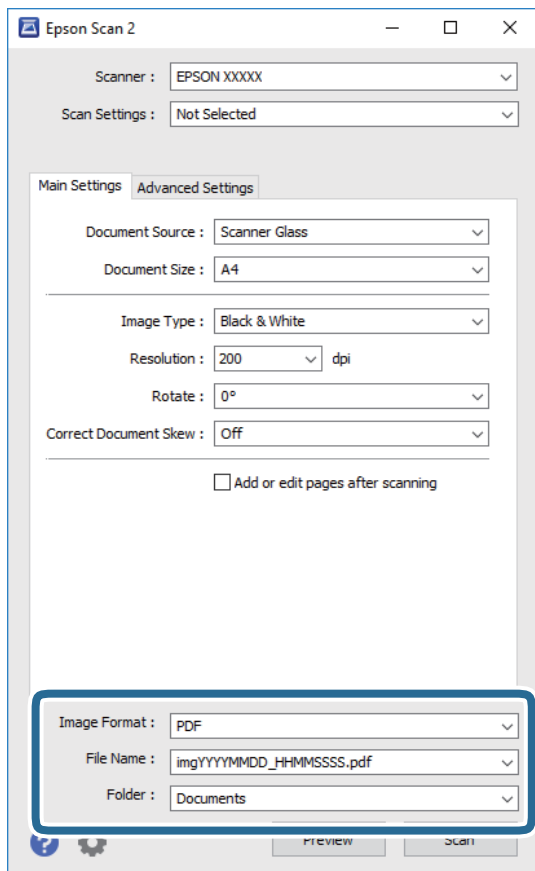 Epson Scan 2
Scanner : EPSON XXXXX
Scan Settings : Not Selected
Main Settings Advanced Settings
Document Source : Scanner Glass
Document Size : A4
Image Type : Black & White
Resolution : 200 dpi
Rotate : 0°
Correct Document Skew : Off
Add or edit pages after scanning
Image Format : PDF
File Name : imgYYYYMMDD_HHMMSSSS.pdf
Folder : Documents
? Preview Scan